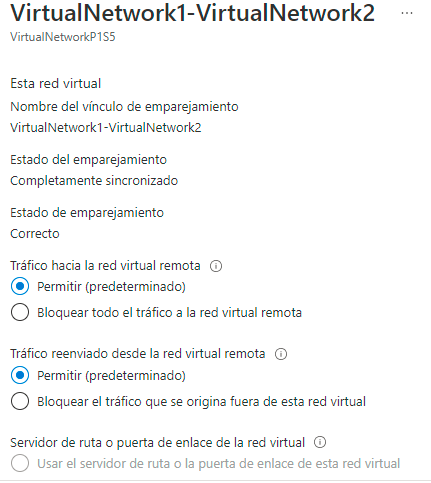 VirtualNetwork1-VirtualNetwork2 ...
VirtualNetworkP1S5
Esta red virtual
Nombre del vínculo de emparejamiento
VirtualNetwork1-VirtualNetwork2
Estado del emparejamiento
Completamente sincronizado
Estado de emparejamiento
Correcto
Tráfico hacia la red virtual remota
Permitir (predeterminado)
Bloquear todo el tráfico a la red virtual remota
Tráfico reenviado desde la red virtual remota
Permitir (predeterminado)
Bloquear el tráfico que se origina fuera de esta red virtual
Servidor de ruta o puerta de enlace de la red virtual
Usar el servidor de ruta o la puerta de enlace de esta red virtual